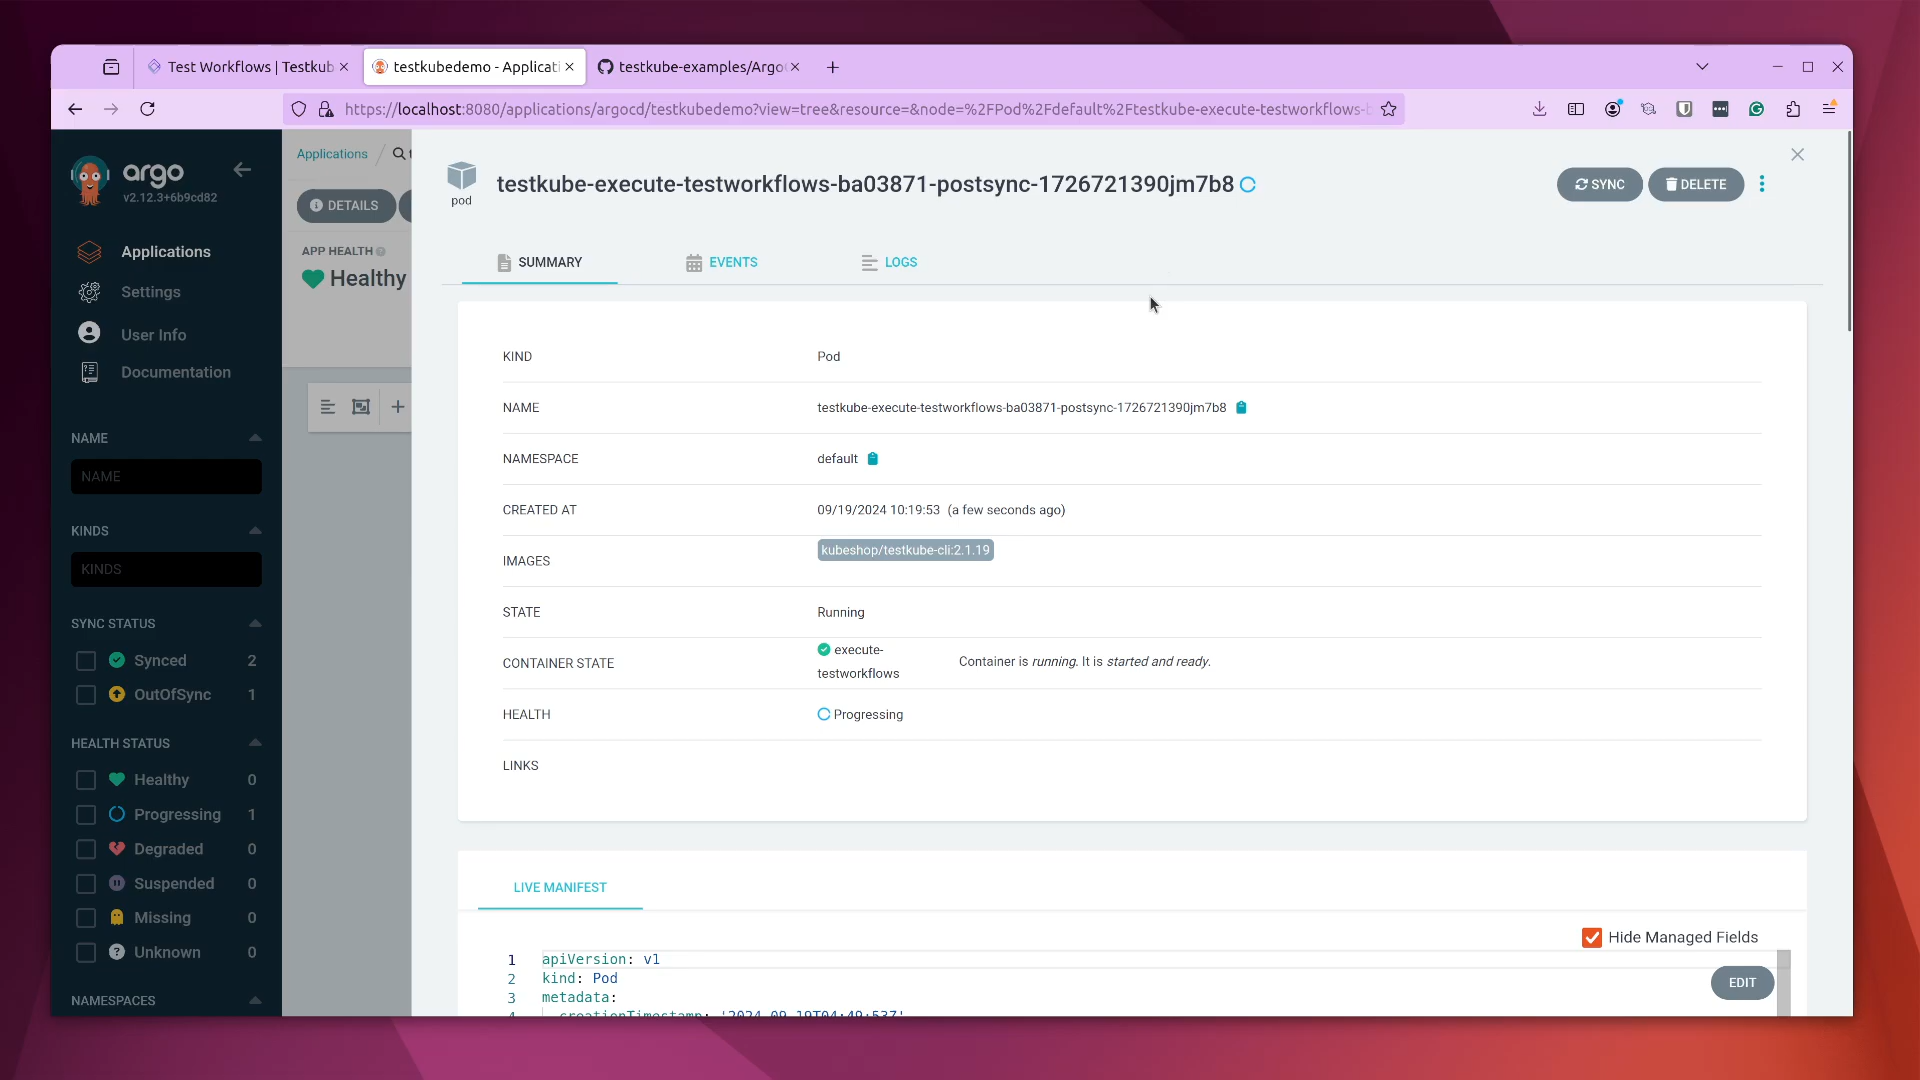 Test Workflows | Testkub
testkubedemo - Applicati
testkube-examples/Argo
https://localhost:8080/applications/argocd/testkubedemo?view=tree&resource=&node=%2FPod%2Fdefault%2Ftestkube-execute-testworkflows-
argo
v2.12.3+6b9cd82
Applications
Settings
User Info
Documentation
NAME
NAME
KINDS
KINDS
SYNC STATUS
Synced 2
OutOfSync 1
HEALTH STATUS
Healthy 0
Progressing 1
Degraded 0
Suspended 0
Missing 0
Unknown 0
NAMESPACES
Applications /
DETAILS
APP HEALTH
Healthy
pod
testkube-execute-testworkflows-ba03871-postsync-1726721390jm7b8
SYNC
DELETE
SUMMARY
EVENTS
LOGS
KIND Pod
NAME testkube-execute-testworkflows-ba03871-postsync-1726721390jm7b8
NAMESPACE default
CREATED AT 09/19/2024 10:19:53 (a few seconds ago)
IMAGES kubeshop/testkube-cli:2.1.19
STATE Running
CONTAINER STATE execute-
testworkflows
Container is running. It is started and ready.
HEALTH Progressing
LINKS
LIVE MANIFEST
Hide Managed Fields
EDIT
1 apiVersion: v1
2 kind: Pod
3 metadata:
4 creationTimestamp: '2024-09-19T04:49:53Z'